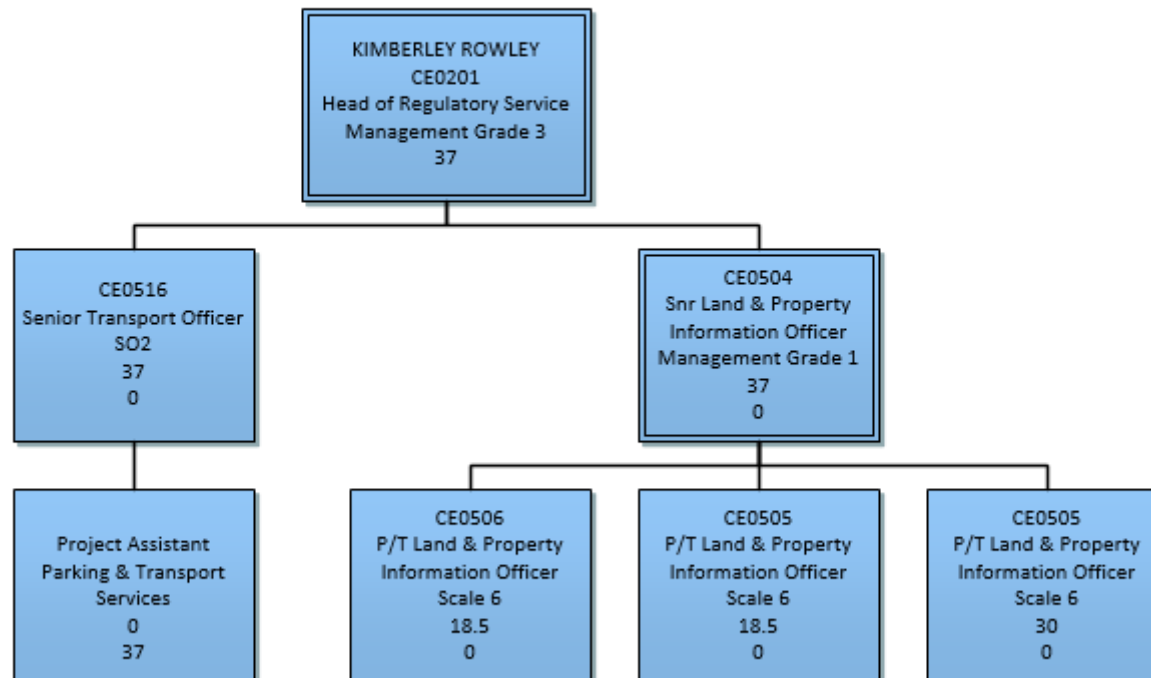 KIMBERLEY ROWLEY
CE0201
Head of Regulatory Service
Management Grade 3
37
CE0516
Senior Transport Officer
SO2
37
0
CE0504
Snr Land & Property
Information Officer
Management Grade 1
37
0
Project Assistant
Parking & Transport
Services
0
37
CE0506
P/T Land & Property
Information Officer
Scale 6
18.5
0
CE0505
P/T Land & Property
Information Officer
Scale 6
18.5
0
CE0505
P/T Land & Property
Information Officer
Scale 6
30
0